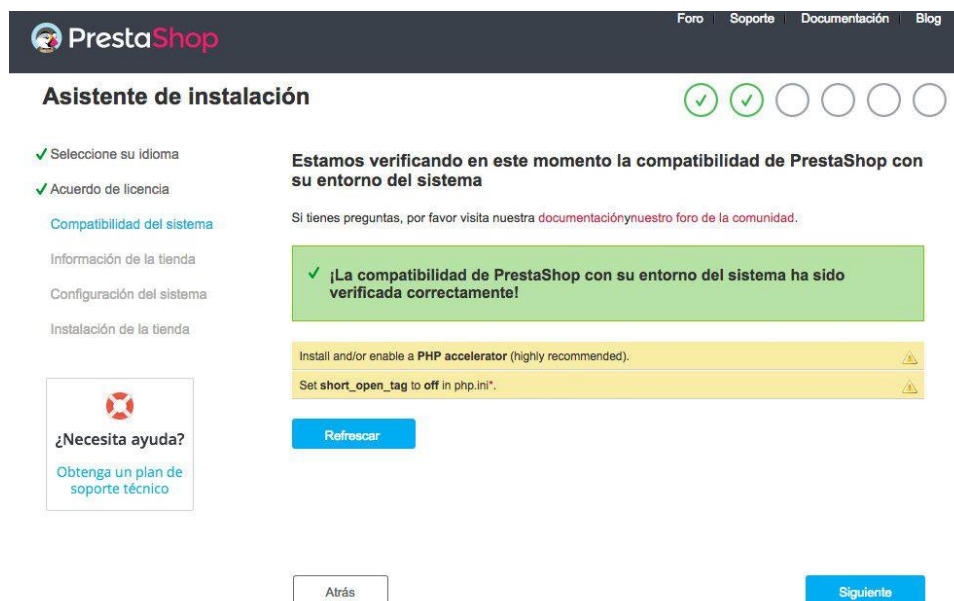 PrestaShop
Foro
Soporte
Documentación
Blog
Asistente de instalación
Seleccione su idioma
Acuerdo de licencia
Compatibilidad del sistema
Información de la tienda
Configuración del sistema
Instalación de la tienda
¿Necesita ayuda?
Obtenga un plan de
soporte técnico
Estamos verificando en este momento la compatibilidad de PrestaShop con
su entorno del sistema
Si tienes preguntas, por favor visita nuestra documentaciónynuestro foro de la comunidad.
¡La compatibilidad de PrestaShop con su entorno del sistema ha sido
verificada correctamente!
Install and/or enable a PHP accelerator (highly recommended).
Set short_open_tag to off in php.ini*.
Refrescar
Atrás
Siguiente